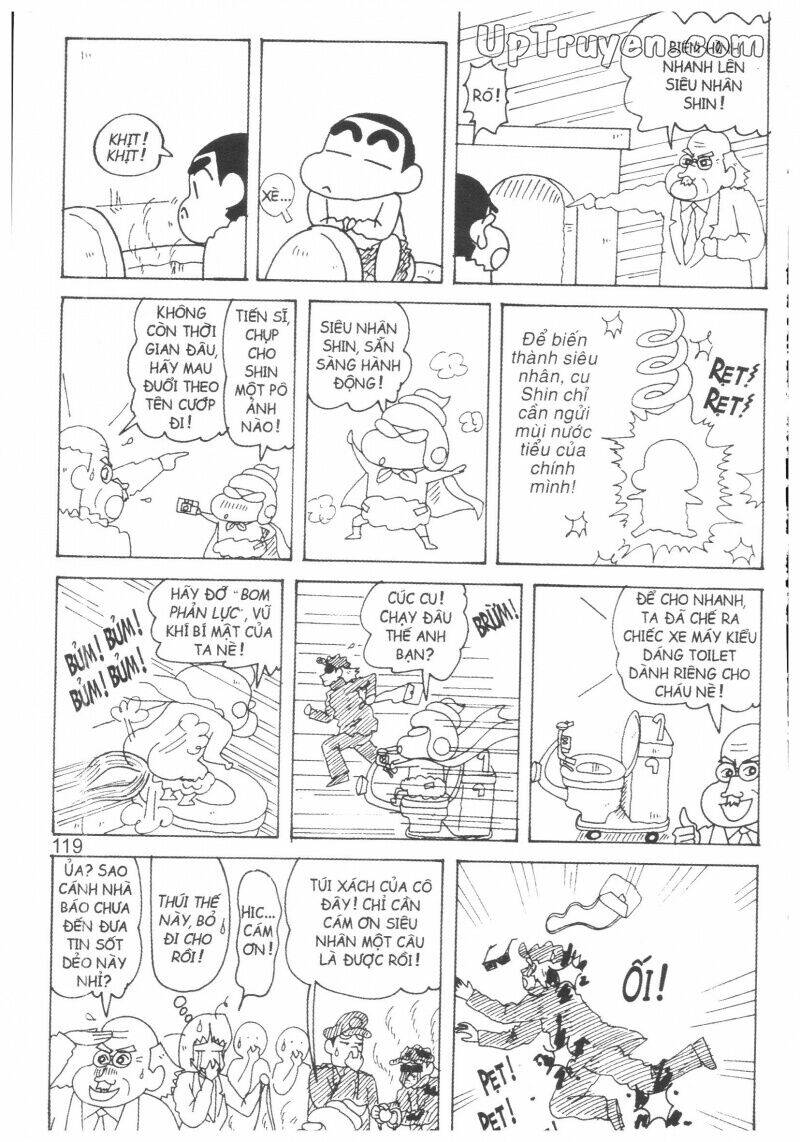 UpTruyen.com
BIẾN HÌNH
NHANH LÊN
SIÊU NHÂN
SHIN!
RÕ!
XÈ...
KHỊT!
KHỊT!
Để biến
thành siêu
nhân, cu
Shin chỉ
cần ngửi
mùi nước
tiểu của
chính
mình!
RẸT!
RẸT!
SIÊU NHÂN
SHIN, SẴN
SÀNG HÀNH
ĐỘNG!
TIẾN SĨ,
CHỤP
CHO
SHIN
MỘT PÔ
ẢNH
NÀO!
KHÔNG
CÒN THỜI
GIAN ĐÂU,
HÃY MAU
ĐUỔI THEO
TÊN CƯỚP
ĐI!
ĐỂ CHO NHANH,
TA ĐÃ CHẾ RA
CHIẾC XE MÁY KIỂU
DÁNG TOILET
DÀNH RIÊNG CHO
CHÁU NÈ!
BRỪM!
CÚC CU!
CHẠY ĐÂU
THẾ ANH
BẠN?
HÃY ĐỠ "BOM
PHẢN LỰC", VŨ
KHÍ BÍ MẬT CỦA
TA NÈ!
BỦM! BỦM!
BỦM! BỦM!
ỐI!
PẸT!
PẸT!
TÚI XÁCH CỦA CÔ
ĐÂY! CHỈ CẦN
CÁM ƠN SIÊU
NHÂN MỘT CÂU
LÀ ĐƯỢC RỒI!
HIC...
CÁM
ƠN!
THÚI THẾ
NÀY, BỎ
ĐI CHO
RỒI!
ỦA? SAO
CÁNH NHÀ
BÁO CHƯA
ĐẾN ĐƯA
TIN SỐT
DẺO NÀY
NHỈ?
119